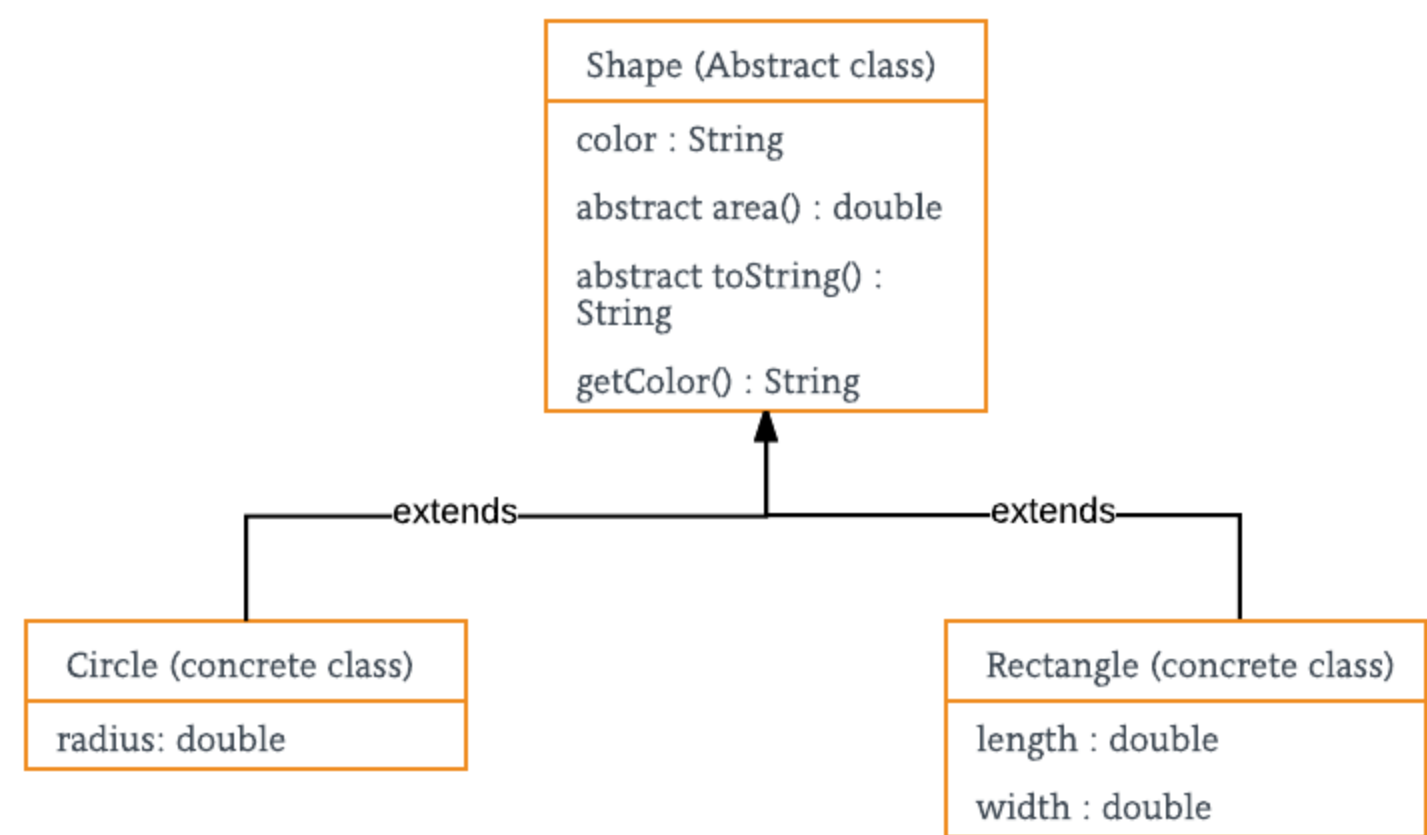 Shape (Abstract class)
color : String
abstract area() : double
abstract toString() :
String
getColor() : String
extends
extends
Circle (concrete class)
radius: double
Rectangle (concrete class)
length : double
width : double